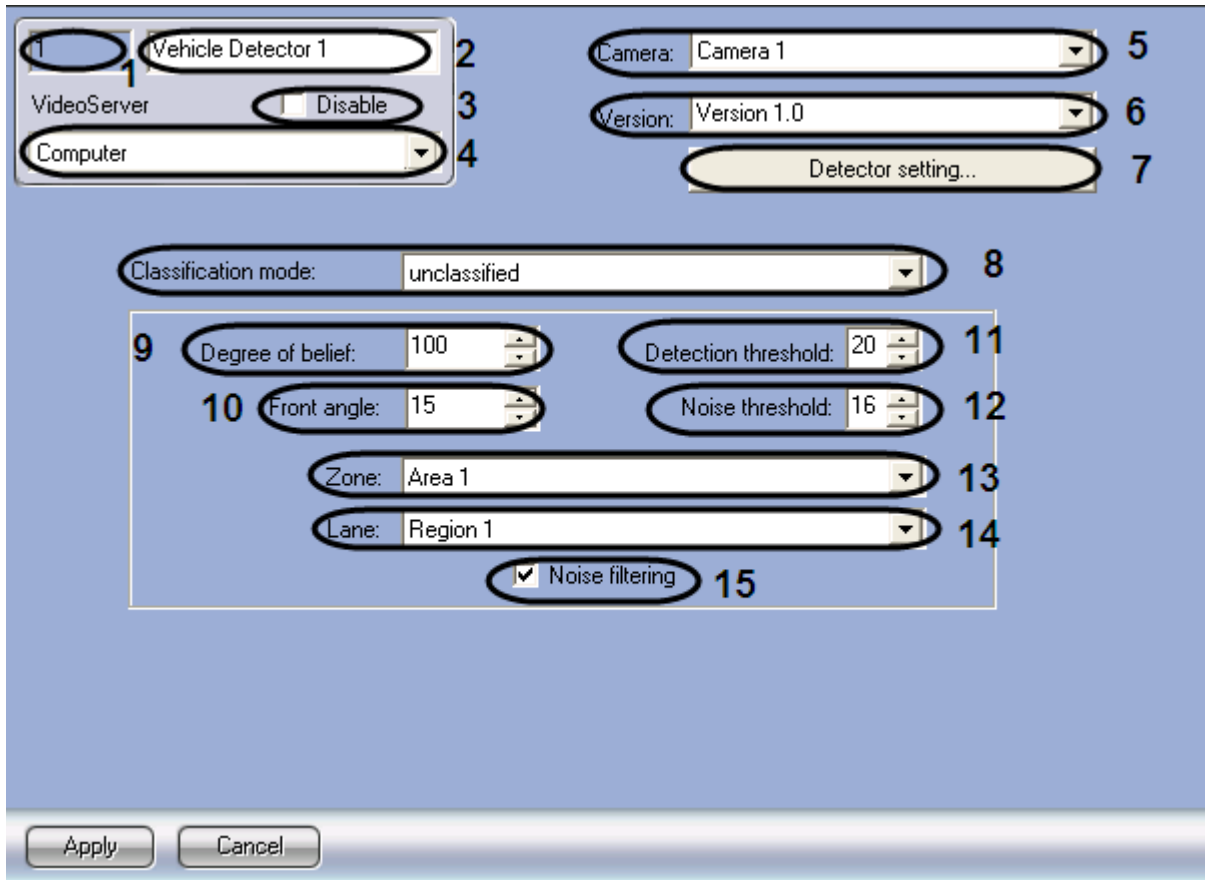 1 Vehicle Detector 1 2
1
VideoServer Disable 3
Computer 4
Camera: Camera 1 5
Version: Version 1.0 6
Detector setting... 7
Classification mode: unclassified 8
9 Degree of belief: 100 Detection threshold: 20 11
10 Front angle: 15 Noise threshold: 16 12
Zone: Area 1 13
Lane: Region 1 14
Noise filtering 15
Apply Cancel